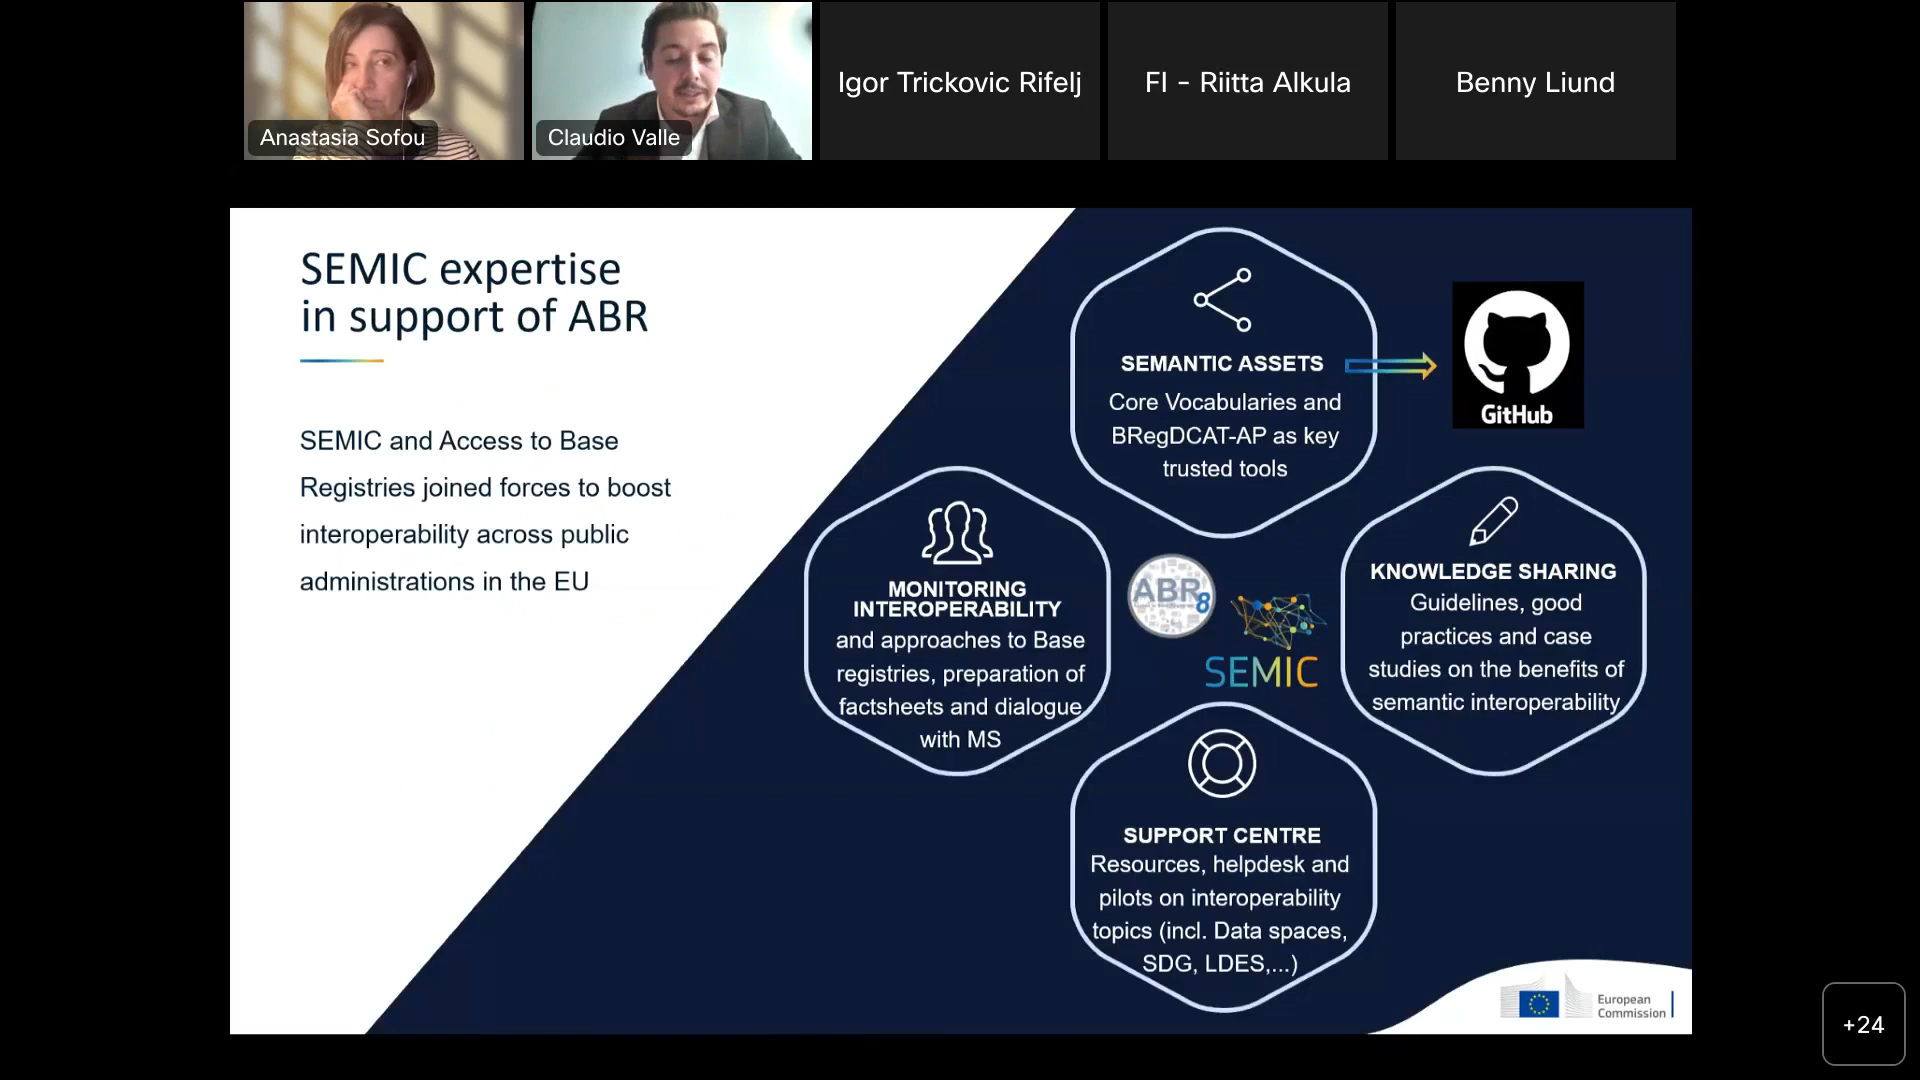 Anastasia Sofou
Claudio Valle
Igor Trickovic Rifelj
FI - Riitta Alkula
Benny Liund
SEMIC expertise
in support of ABR
SEMIC and Access to Base
Registries joined forces to boost
interoperability across public
administrations in the EU
SEMANTIC ASSETS
Core Vocabularies and
BRegDCAT-AP as key
trusted tools
GitHub
MONITORING
INTEROPERABILITY
and approaches to Base
registries, preparation of
factsheets and dialogue
with MS
ABR
8
SEMIC
KNOWLEDGE SHARING
Guidelines, good
practices and case
studies on the benefits of
semantic interoperability
SUPPORT CENTRE
Resources, helpdesk and
pilots on interoperability
topics (incl. Data spaces,
SDG, LDES,...)
European
Commission
+24